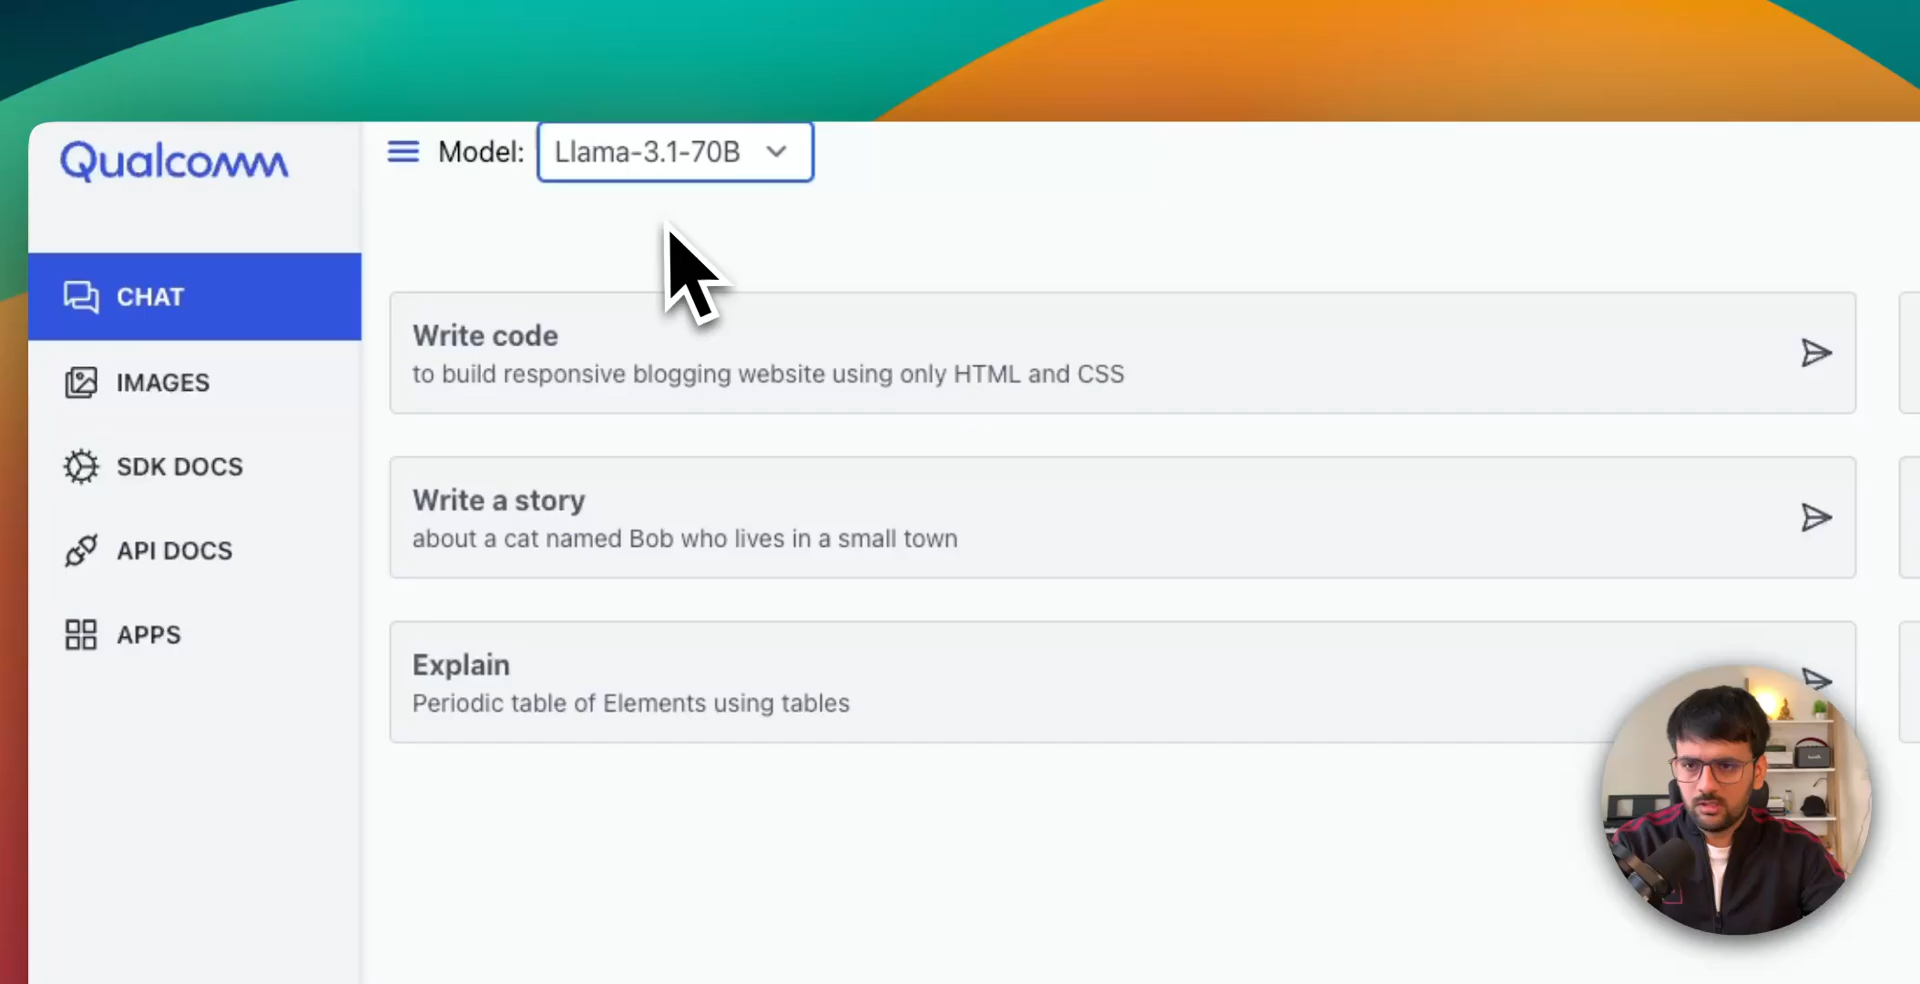 Qualcomm
Model: Llama-3.1-70B
CHAT
IMAGES
SDK DOCS
API DOCS
APPS
Write code
to build responsive blogging website using only HTML and CSS
Write a story
about a cat named Bob who lives in a small town
Explain
Periodic table of Elements using tables